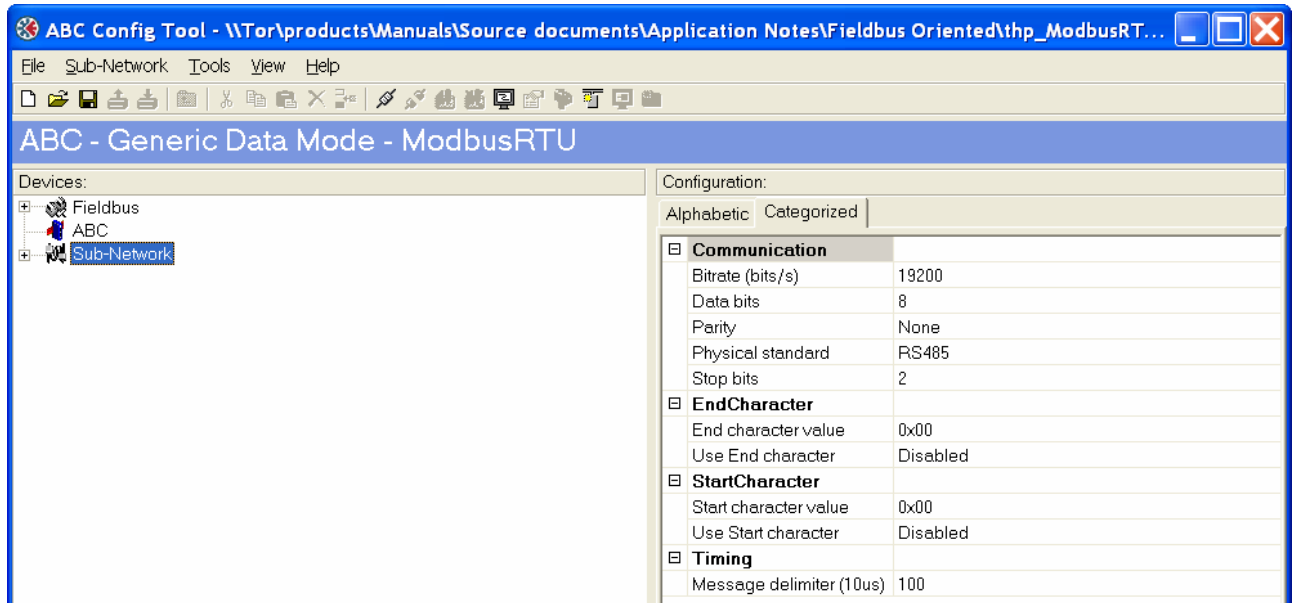 ABC Config Tool - \\Tor\products\Manuals\Source documents\Application Notes\Fieldbus Oriented\thp_ModbusRT...
File Sub-Network Tools View Help
ABC - Generic Data Mode - ModbusRTU
Devices:
Fieldbus
ABC
Sub-Network
Configuration:
Alphabetic Categorized
Communication
Bitrate (bits/s) 19200
Data bits 8
Parity None
Physical standard RS485
Stop bits 2
EndCharacter
End character value 0x00
Use End character Disabled
StartCharacter
Start character value 0x00
Use Start character Disabled
Timing
Message delimiter (10us) 100